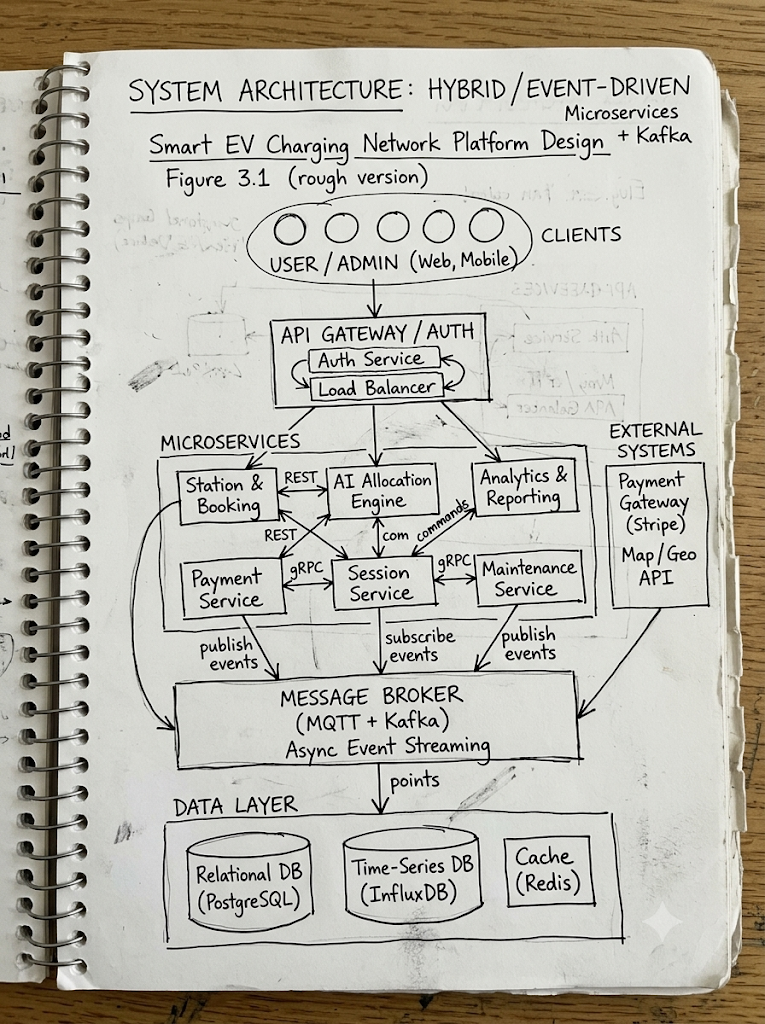 SYSTEM ARCHITECTURE: HYBRID/EVENT-DRIVEN
Microservices
+ Kafka
Smart EV Charging Network Platform Design
Figure 3.1 (rough version)
CLIENTS
USER/ADMIN (Web, Mobile)
API GATEWAY/AUTH
Auth Service
Load Balancer
MICROSERVICES
Station &
Booking
REST
AI Allocation
Engine
Analytics &
Reporting
REST
com
commands
Payment
Service
gRPC
Session
Service
gRPC
Maintenance
Service
EXTERNAL
SYSTEMS
Payment
Gateway
(Stripe)
Map/Geo
API
publish
events
subscribe
events
publish
events
MESSAGE BROKER
(MQTT + Kafka)
Async Event Streaming
points
DATA LAYER
Relational DB
(PostgreSQL)
Time-Series DB
(InfluxDB)
Cache
(Redis)